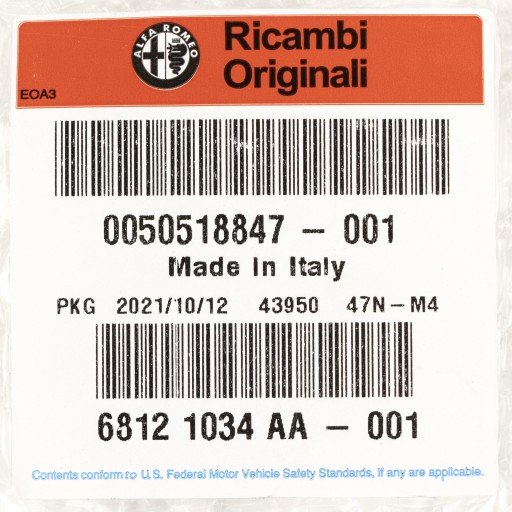 ALFA ROMEO
Ricambi
Originali
EOA3
0050518847 – 001
Made In Italy
PKG 2021/10/12 43950 47N – M4
6812 1034 AA – 001
Contents conform to U.S. Federal Motor Vehicle Safety Standards, if any are applicable.